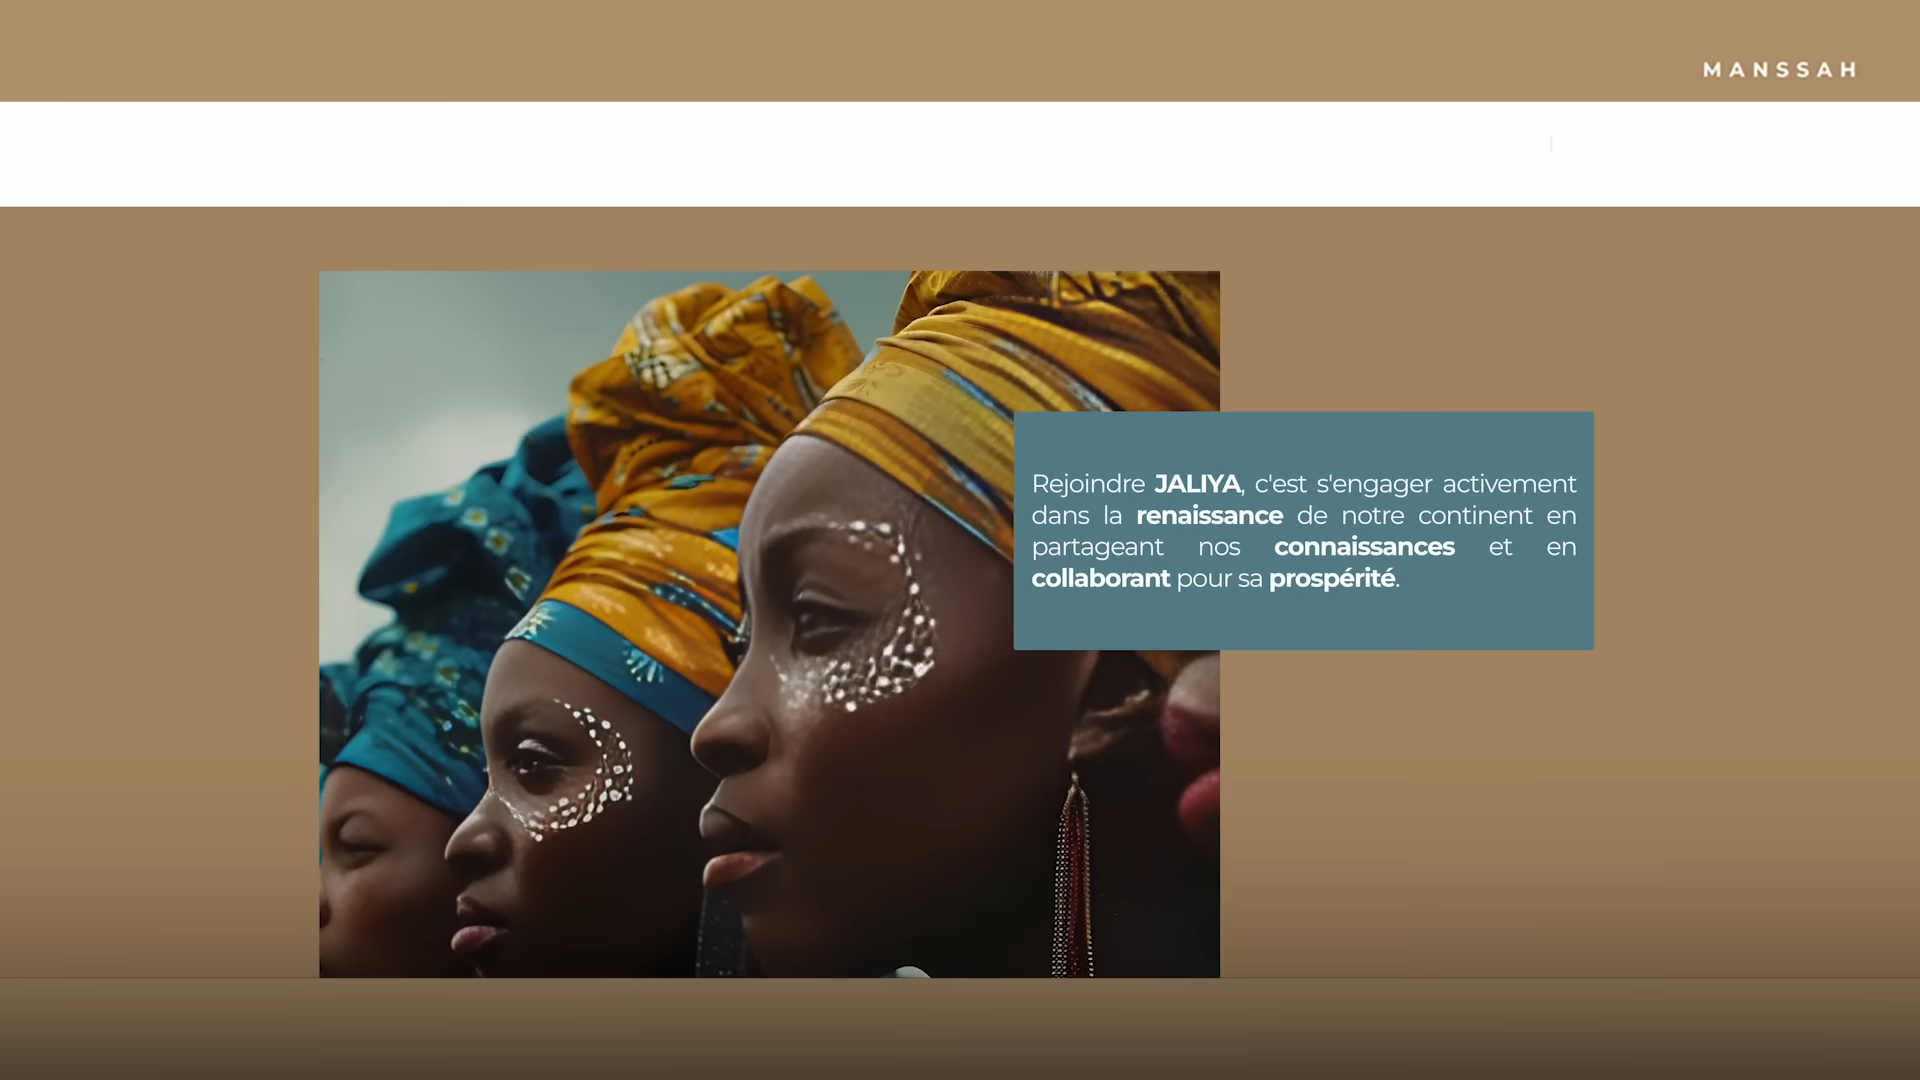 MANSSAH
Rejoindre JALIYA, c'est s'engager activement
dans la renaissance de notre continent en
partageant nos connaissances et en
collaborant pour sa prospérité.